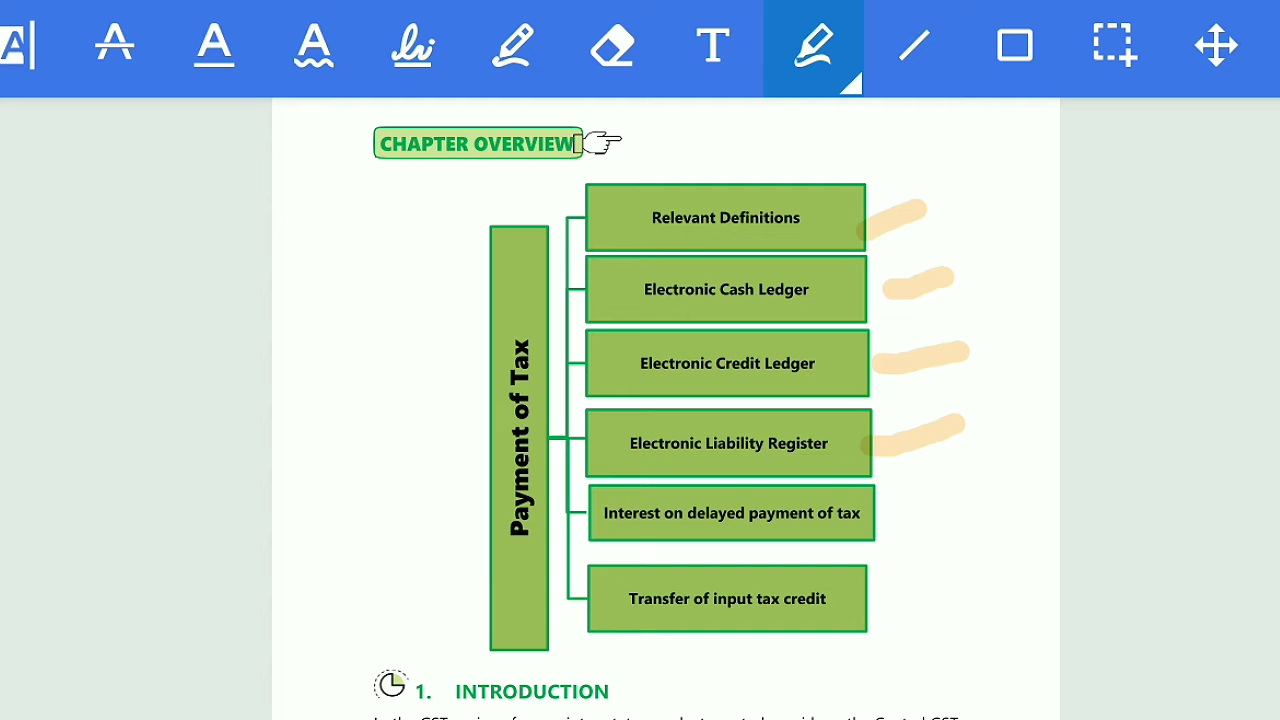 CHAPTER OVERVIEW
Relevant Definitions
Electronic Cash Ledger
Electronic Credit Ledger
Payment of Tax
Electronic Liability Register
Interest on delayed payment of tax
Transfer of input tax credit
1. INTRODUCTION